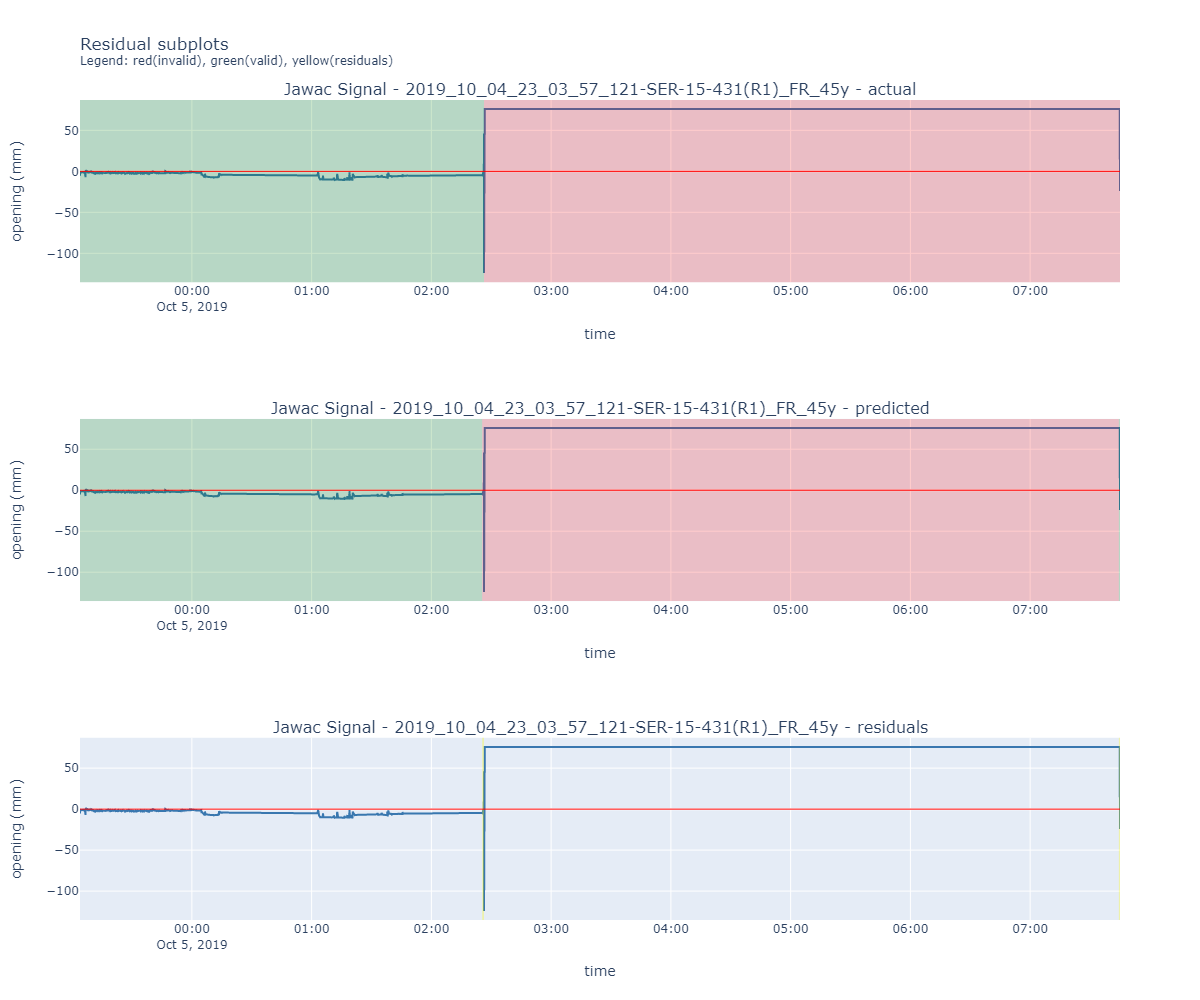 Residual subplots
Legend: red(invalid), green(valid), yellow(residuals)
Jawac Signal - 2019_10_04_23_03_57_121-SER-15-431(R1)_FR_45y - actual
opening (mm)
50
0
−50
−100
00:00 01:00 02:00 03:00 04:00 05:00 06:00 07:00
Oct 5, 2019
time
Jawac Signal - 2019_10_04_23_03_57_121-SER-15-431(R1)_FR_45y - predicted
opening (mm)
50
0
−50
−100
00:00 01:00 02:00 03:00 04:00 05:00 06:00 07:00
Oct 5, 2019
time
Jawac Signal - 2019_10_04_23_03_57_121-SER-15-431(R1)_FR_45y - residuals
opening (mm)
50
0
−50
−100
00:00 01:00 02:00 03:00 04:00 05:00 06:00 07:00
Oct 5, 2019
time